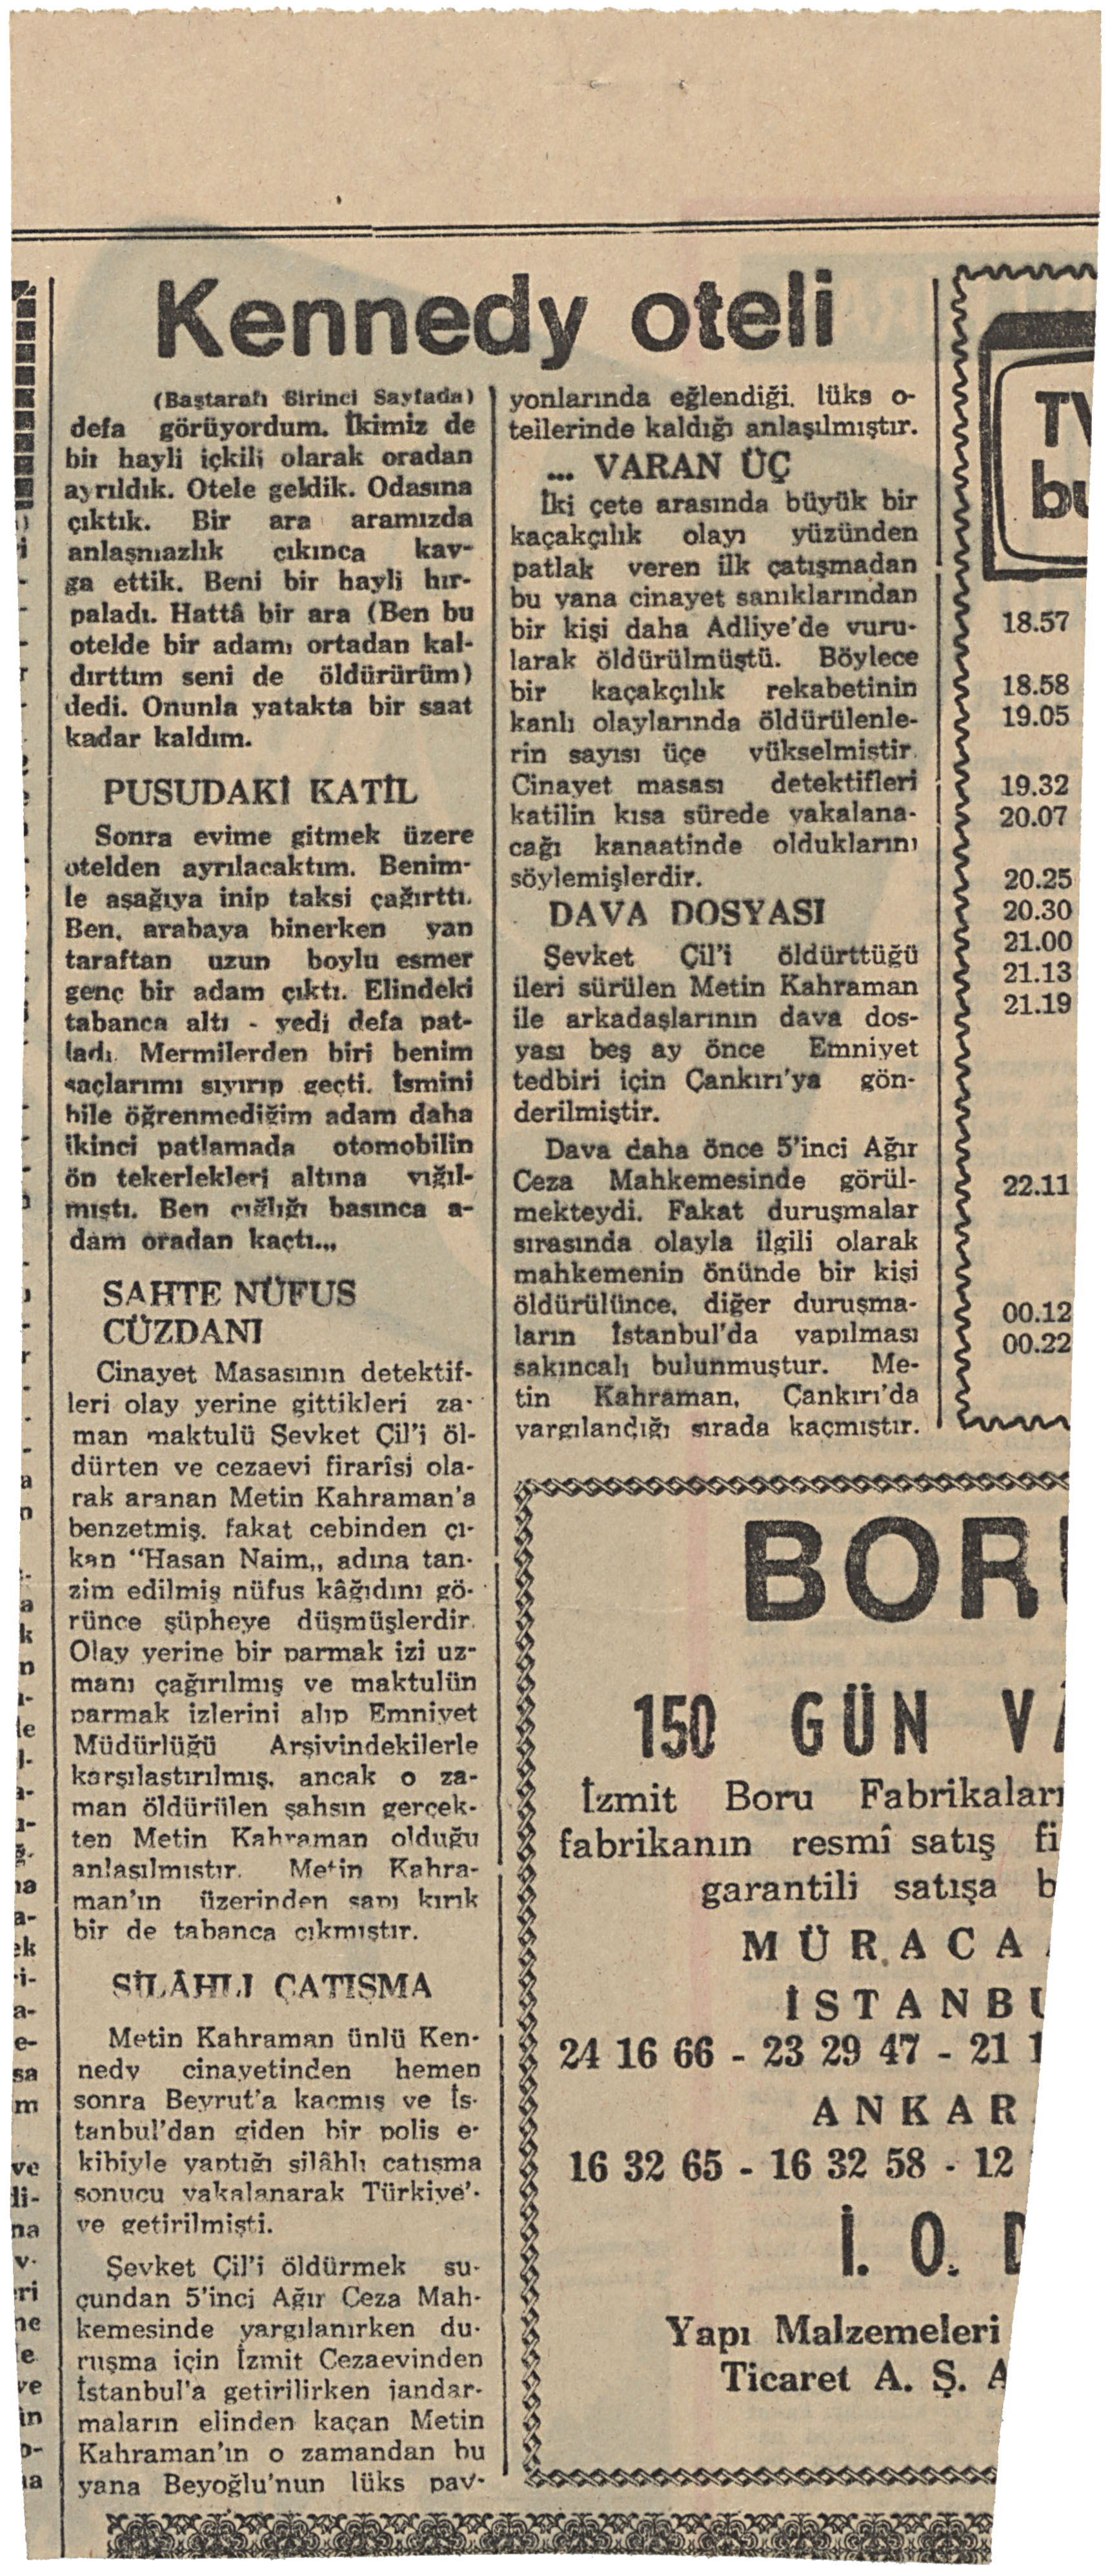 Kennedy oteli
(Baştarafı Birinci Sayfada)
defa görüyordum. İkimiz de
bir hayli içkili olarak oradan
ayrıldık. Otele geldik. Odasına
çıktık. Bir ara aramızda
anlaşmazlık çıkınca kav-
ga ettik. Beni bir hayli hır-
paladı. Hattâ bir ara (Ben bu
otelde bir adamı ortadan kal-
dırttım seni de öldürürüm)
dedi. Onunla yatakta bir saat
kadar kaldım.
PUSUDAKİ KATİL
Sonra evime gitmek üzere
otelden ayrılacaktım. Benim-
le aşağıya inip taksi çağırttı.
Ben, arabaya binerken yan
taraftan uzun boylu esmer
genç bir adam çıktı. Elindeki
tabanca altı - yedi defa pat-
ladı. Mermilerden biri benim
saçlarımı sıyırıp geçti. İsmini
bile öğrenmediğim adam daha
ikinci patlamada otomobilin
ön tekerlekleri altına yığıl-
mıştı. Ben çığlığı basınca a-
dam oradan kaçtı...
SAHTE NÜFUS
CÜZDANI
Cinayet Masasının detektif-
leri olay yerine gittikleri za-
man maktulü Şevket Çil'i öl-
dürten ve cezaevi firarîsi ola-
rak aranan Metin Kahraman'a
benzetmiş. fakat cebinden çı-
kan “Hasan Naim„ adına tan-
zim edilmiş nüfus kâğıdını gö-
rünce şüpheye düşmüşlerdir.
Olay yerine bir parmak izi uz-
manı çağırılmış ve maktulün
parmak izlerini alıp Emniyet
Müdürlüğü Arşivindekilerle
karşılaştırılmış, ancak o za-
man öldürülen şahsın gerçek-
ten Metin Kahraman olduğu
anlaşılmıştır. Metin Kahra-
man'ın üzerinden sapı kırık
bir de tabanca çıkmıştır.
SİLÂHLI ÇATIŞMA
Metin Kahraman ünlü Ken-
nedy cinayetinden hemen
sonra Beyrut'a kaçmış ve İs-
tanbul'dan giden bir polis e-
kibiyle yaptığı silâhlı çatışma
sonucu yakalanarak Türkiye'-
ye getirilmişti.
Şevket Çil'i öldürmek su-
çundan 5'inci Ağır Ceza Mah-
kemesinde yargılanırken du-
ruşma için İzmit Cezaevinden
İstanbul'a getirilirken jandar-
maların elinden kaçan Metin
Kahraman'ın o zamandan bu
yana Beyoğlu'nun lüks pav-
yonlarında eğlendiği. lüks o-
tellerinde kaldığı anlaşılmıştır.
... VARAN ÜÇ
İki çete arasında büyük bir
kaçakçılık olayı yüzünden
patlak veren ilk çatışmadan
bu yana cinayet sanıklarından
bir kişi daha Adliye'de vuru-
larak öldürülmüştü. Böylece
bir kaçakçılık rekabetinin
kanlı olaylarında öldürülenle-
rin sayısı üçe yükselmiştir.
Cinayet masası detektifleri
katilin kısa sürede yakalana-
cağı kanaatinde olduklarını
söylemişlerdir.
DAVA DOSYASI
Şevket Çil'i öldürttüğü
ileri sürülen Metin Kahraman
ile arkadaşlarının dava dos-
yası beş ay önce Emniyet
tedbiri için Çankırı'ya gön-
derilmiştir.
Dava daha önce 5'inci Ağır
Ceza Mahkemesinde görül-
mekteydi. Fakat duruşmalar
sırasında olayla ilgili olarak
mahkemenin önünde bir kişi
öldürülünce, diğer duruşma-
ların İstanbul'da yapılması
sakıncalı bulunmuştur. Me-
tin Kahraman, Çankırı'da
yargılandığı sırada kaçmıştır.
TV
bu
18.57
18.58
19.05
19.32
20.07
20.25
20.30
21.00
21.13
21.19
22.11
00.12
00.22
BOR
150 GÜN V
İzmit Boru Fabrikaları
fabrikanın resmî satış fi
garantili satışa b
MÜRACA
İSTANBU
24 16 66 - 23 29 47 - 21 1
ANKAR
16 32 65 - 16 32 58 - 12
İ. O.
Yapı Malzemeleri
Ticaret A. Ş. A